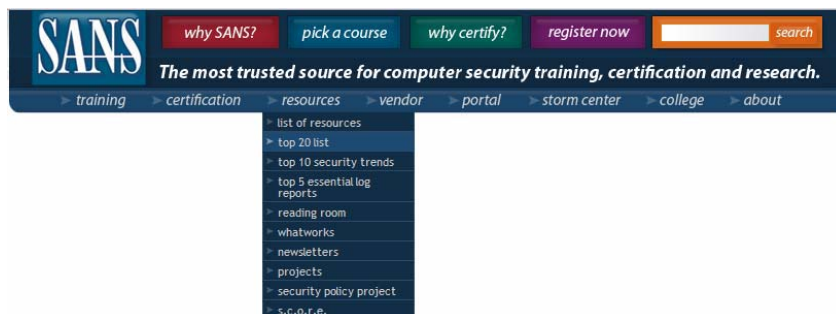 SANS
why SANS?
pick a course
why certify?
register now
search
The most trusted source for computer security training, certification and research.
training
certification
resources
vendor
portal
storm center
college
about
list of resources
top 20 list
top 10 security trends
top 5 essential log
reports
reading room
whatworks
newsletters
projects
security policy project
s.c.o.r.e.